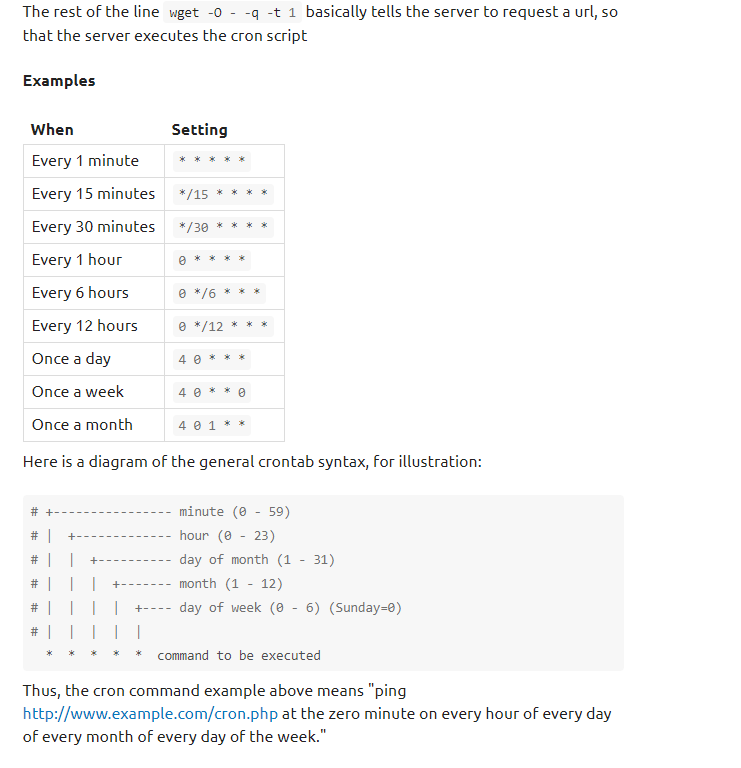 The rest of the line wget -O - -q -t 1 basically tells the server to request a url, so
that the server executes the cron script
Examples
When Setting
Every 1 minute * * * * *
Every 15 minutes */15 * * * *
Every 30 minutes */30 * * * *
Every 1 hour 0 * * * *
Every 6 hours 0 */6 * * *
Every 12 hours 0 */12 * * *
Once a day 4 0 * * *
Once a week 4 0 * * 0
Once a month 4 0 1 * *
Here is a diagram of the general crontab syntax, for illustration:
# +---------------- minute (0 - 59)
# |  +------------- hour (0 - 23)
# |  |  +---------- day of month (1 - 31)
# |  |  |  +------- month (1 - 12)
# |  |  |  |  +---- day of week (0 - 6) (Sunday=0)
# |  |  |  |  |
  *  *  *  *  *  command to be executed
Thus, the cron command example above means "ping
http://www.example.com/cron.php at the zero minute on every hour of every day
of every month of every day of the week."